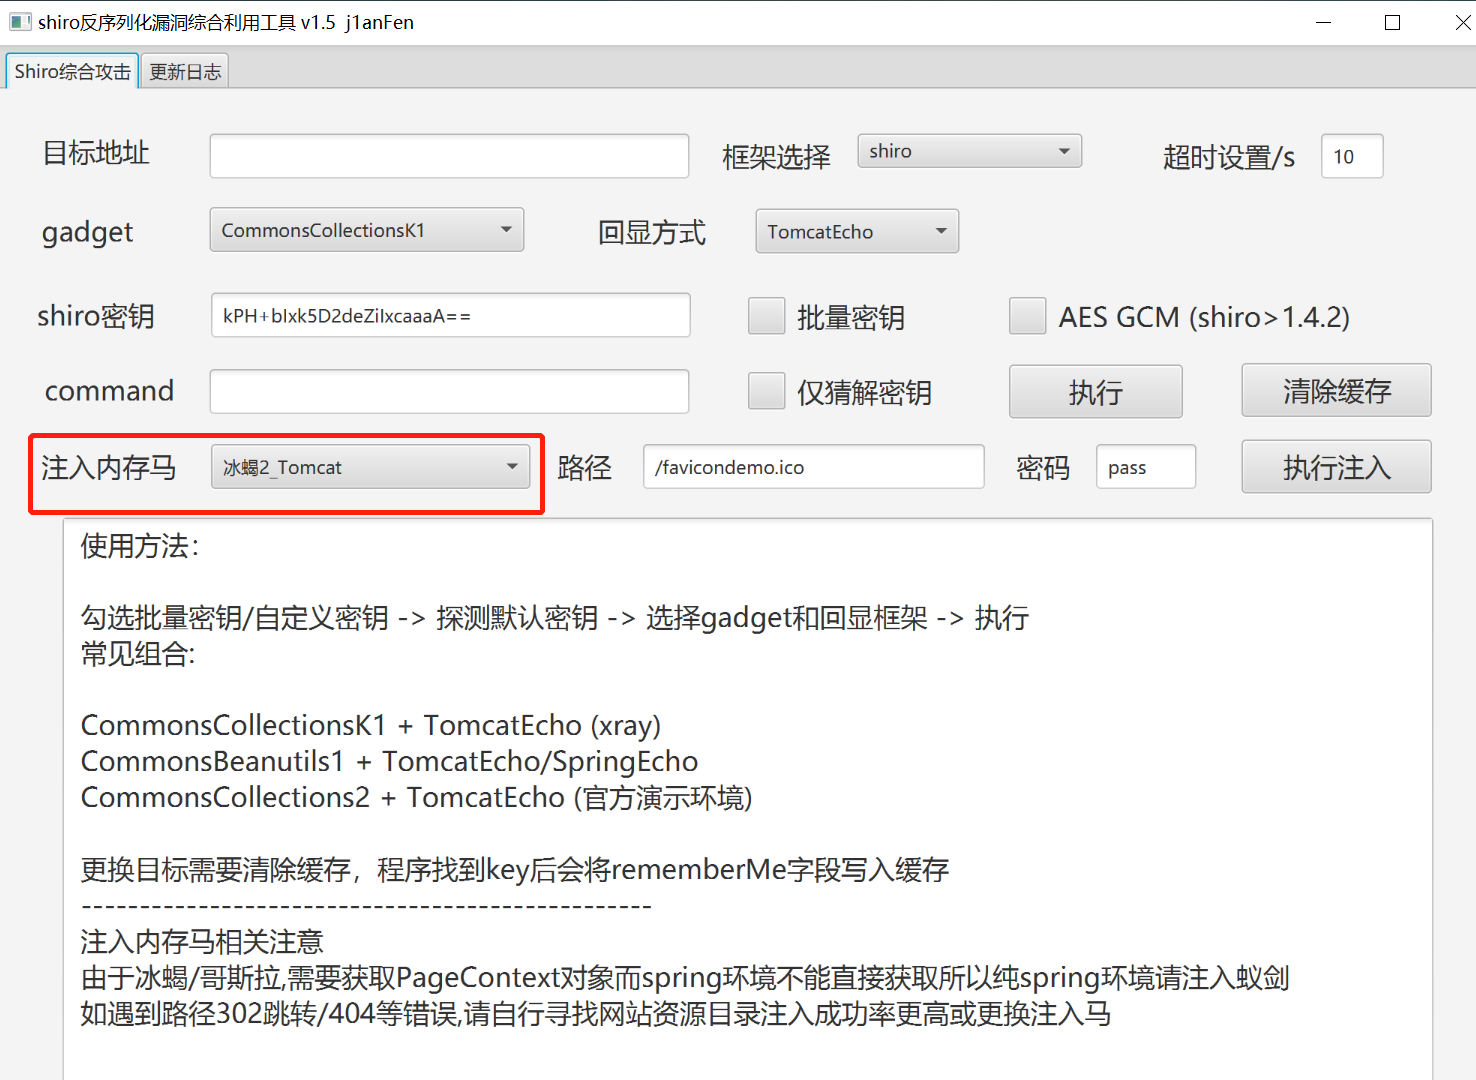 shiro反序列化漏洞综合利用工具 v1.5 j1anFen
Shiro综合攻击 更新日志
目标地址 框架选择 shiro 超时设置/s 10
gadget CommonsCollectionsK1 回显方式 TomcatEcho
shiro密钥 kPH+bIxk5D2deZiIxcaaaA== 批量密钥 AES GCM (shiro>1.4.2)
command 仅猜解密钥 执行 清除缓存
注入内存马 冰蝎2_Tomcat 路径 /favicondemo.ico 密码 pass 执行注入
使用方法：
勾选批量密钥/自定义密钥 -> 探测默认密钥 -> 选择gadget和回显框架 -> 执行
常见组合:
CommonsCollectionsK1 + TomcatEcho (xray)
CommonsBeanutils1 + TomcatEcho/SpringEcho
CommonsCollections2 + TomcatEcho (官方演示环境)
更换目标需要清除缓存，程序找到key后会将rememberMe字段写入缓存
-------------------------------------------------
注入内存马相关注意
由于冰蝎/哥斯拉,需要获取PageContext对象而spring环境不能直接获取所以纯spring环境请注入蚁剑
如遇到路径302跳转/404等错误,请自行寻找网站资源目录注入成功率更高或更换注入马